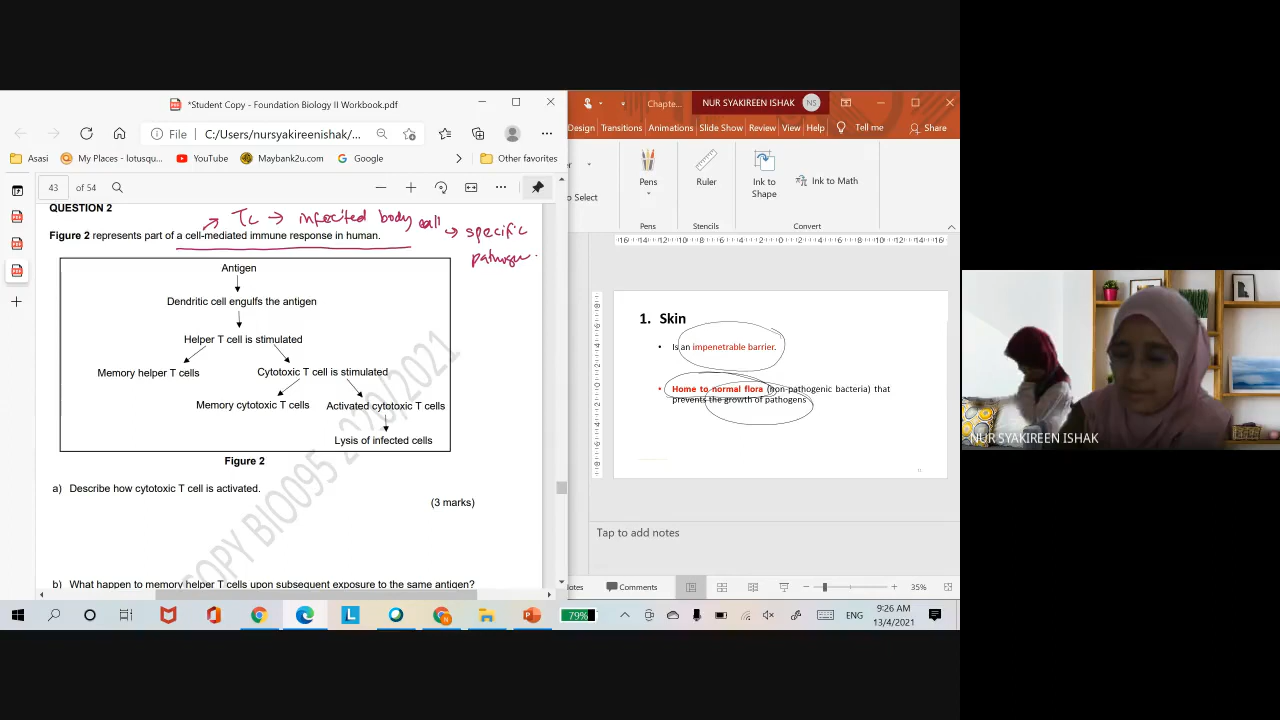 *Student Copy - Foundation Biology II Workbook.pdf
File C:/Users/nursyakireenishak/...
Asasi My Places - lotusqu... YouTube Maybank2u.com Google Other favorites
43 of 54
QUESTION 2
Tc → infected body cell
→ specific
Figure 2 represents part of a cell-mediated immune response in human.
Antigen
Dendritic cell engulfs the antigen
Helper T cell is stimulated
Memory helper T cells Cytotoxic T cell is stimulated
Memory cytotoxic T cells Activated cytotoxic T cells
Lysis of infected cells
Figure 2
COPY BIO095 2020/2021
a) Describe how cytotoxic T cell is activated.
(3 marks)
b) What happen to memory helper T cells upon subsequent exposure to the same antigen?
Chapte... NUR SYAKIREEN ISHAK NS
Design Transitions Animations Slide Show Review View Help Tell me Share
to Select
Pens Ruler Ink to Shape Ink to Math
Pens Stencils Convert
1. Skin
• Is an impenetrable barrier.
• Home to normal flora (non-pathogenic bacteria) that
prevents the growth of pathogens
Tap to add notes
Comments 35%
NUR SYAKIREEN ISHAK
79% ENG 9:26 AM
13/4/2021